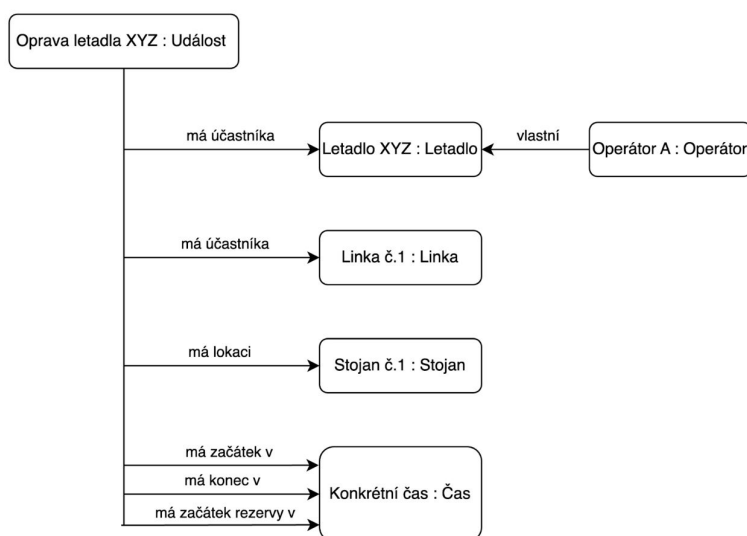 Oprava letadla XYZ : Událost
má účastníka
Letadlo XYZ : Letadlo
vlastní
Operátor A : Operátor
má účastníka
Linka č.1 : Linka
má lokaci
Stojan č.1 : Stojan
má začátek v
má konec v
Konkrétní čas : Čas
má začátek rezervy v